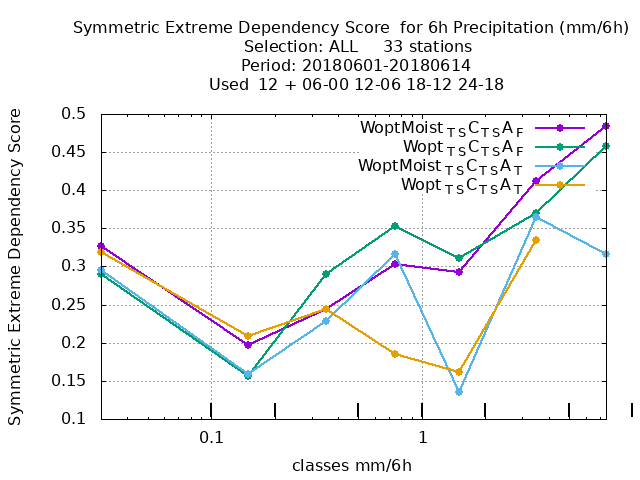 Symmetric Extreme Dependency Score  for 6h Precipitation (mm/6h)
Selection: ALL     33 stations
Period: 20180601-20180614
Used  12 + 06-00 12-06 18-12 24-18
Symmetric Extreme Dependency Score
0.5
0.45
0.4
0.35
0.3
0.25
0.2
0.15
0.1
WoptMoist TS C TS A F
Wopt TS C TS A F
WoptMoist TS C TS A T
Wopt TS C TS A T
0.1 1
classes mm/6h